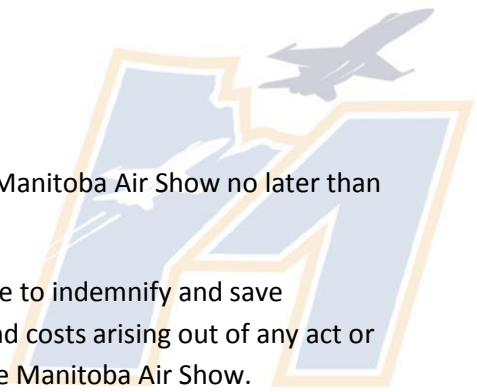 Manitoba Air Show no later than
e to indemnify and save
nd costs arising out of any act or
e Manitoba Air Show.